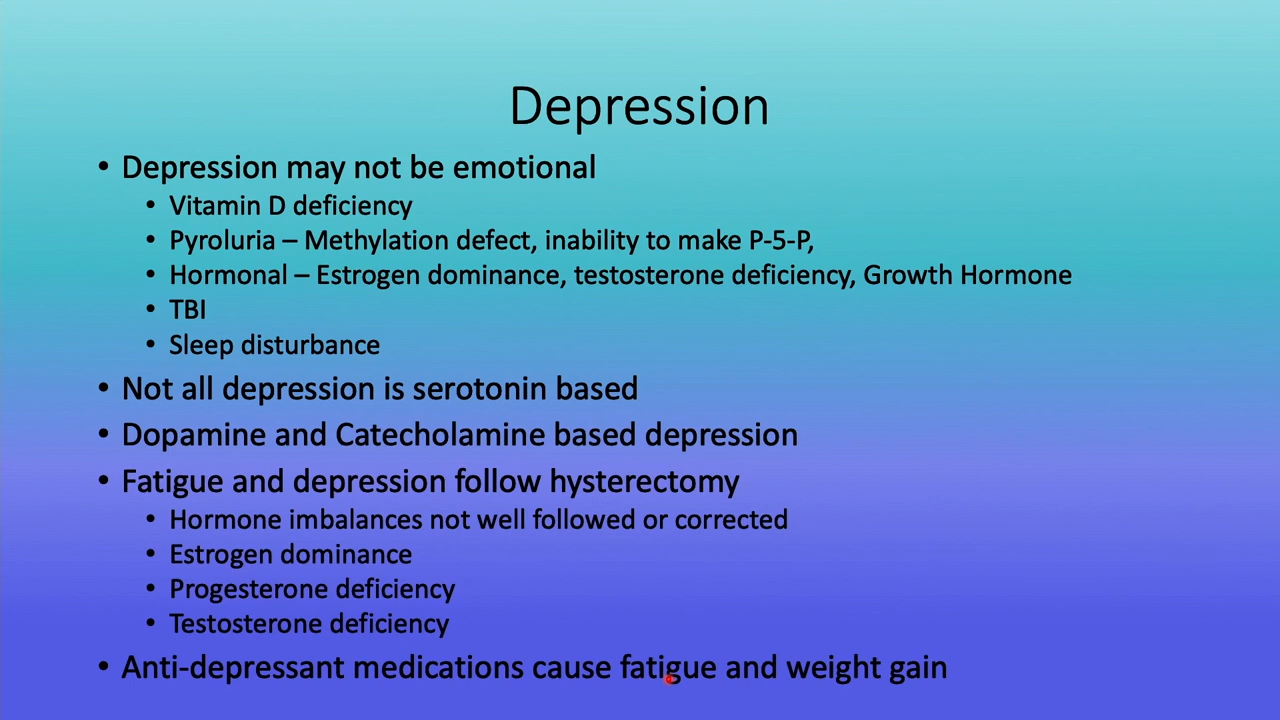 Depression
• Depression may not be emotional
• Vitamin D deficiency
• Pyroluria – Methylation defect, inability to make P-5-P,
• Hormonal – Estrogen dominance, testosterone deficiency, Growth Hormone
• TBI
• Sleep disturbance
• Not all depression is serotonin based
• Dopamine and Catecholamine based depression
• Fatigue and depression follow hysterectomy
• Hormone imbalances not well followed or corrected
• Estrogen dominance
• Progesterone deficiency
• Testosterone deficiency
• Anti-depressant medications cause fatigue and weight gain